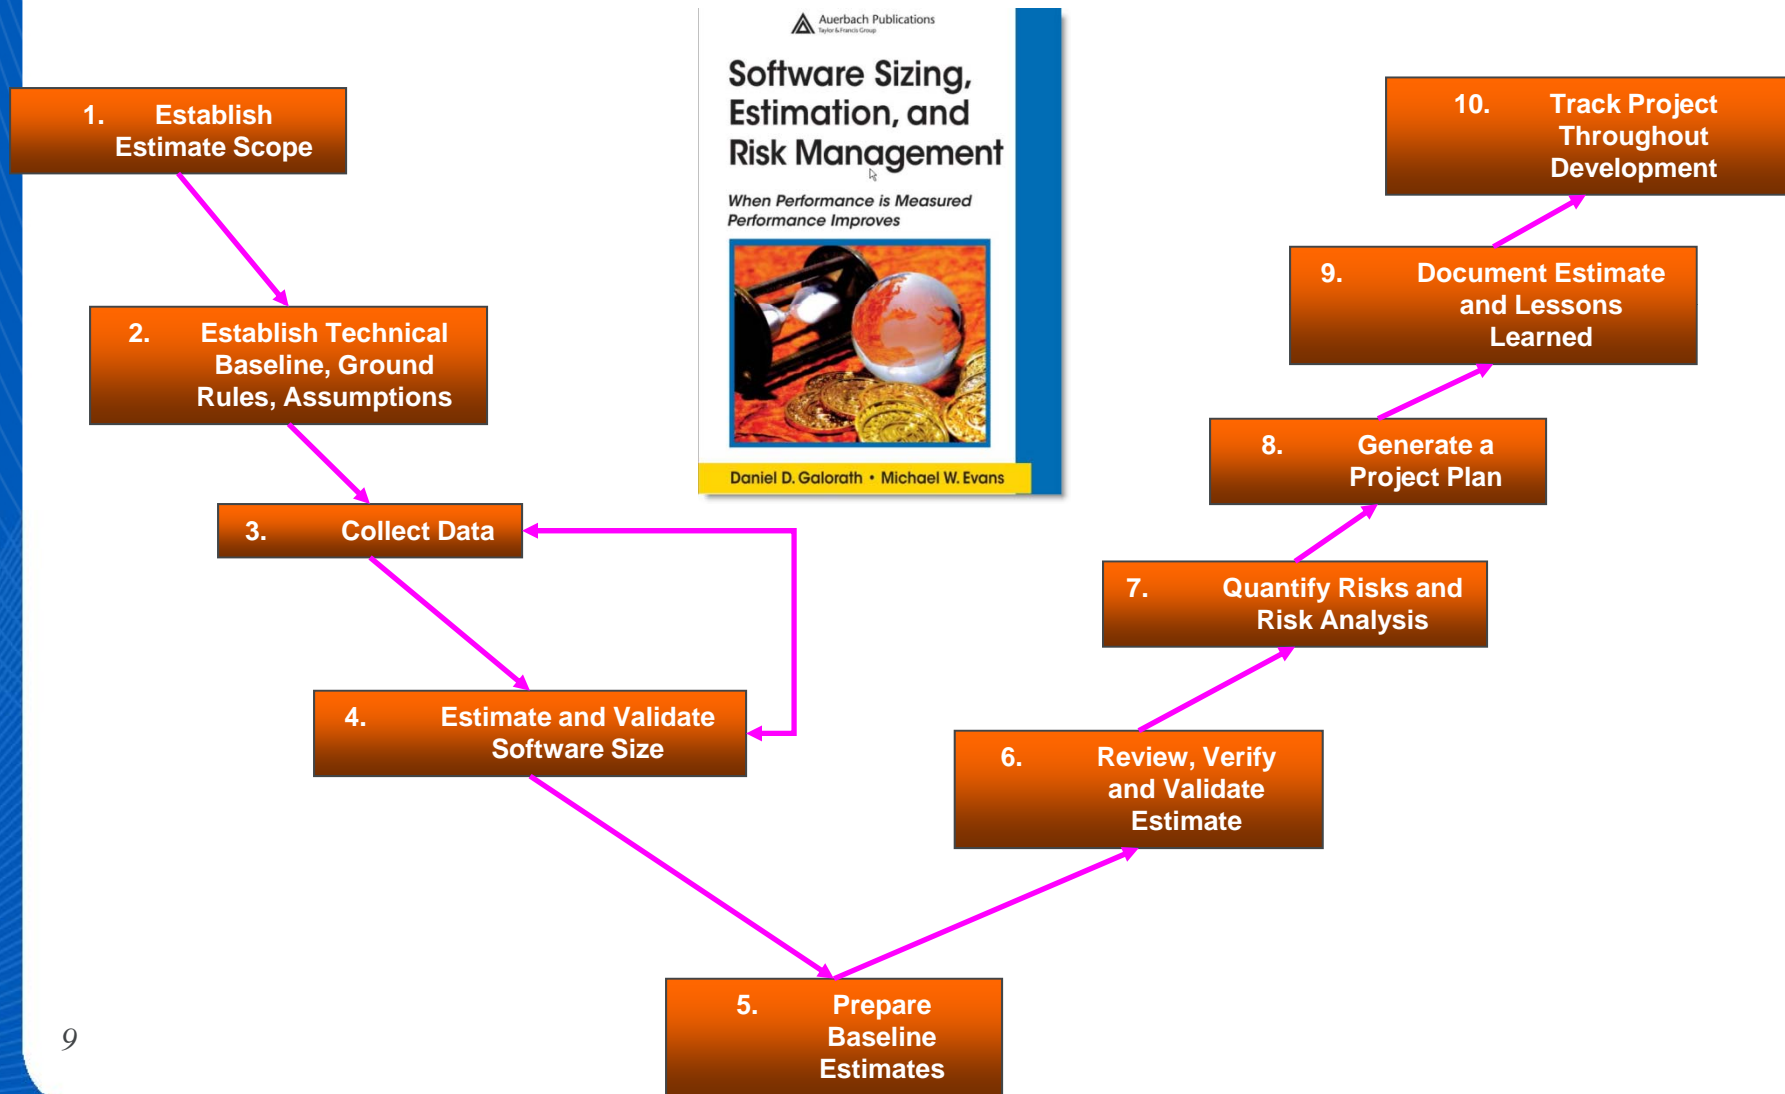 Auerbach Publications
Taylor & Francis Group
Software Sizing,
Estimation, and
Risk Management
When Performance is Measured
Performance Improves
Daniel D. Galorath • Michael W. Evans
1. Establish
Estimate Scope
2. Establish Technical
Baseline, Ground
Rules, Assumptions
3. Collect Data
4. Estimate and Validate
Software Size
5. Prepare
Baseline
Estimates
6. Review, Verify
and Validate
Estimate
7. Quantify Risks and
Risk Analysis
8. Generate a
Project Plan
9. Document Estimate
and Lessons
Learned
10. Track Project
Throughout
Development
9